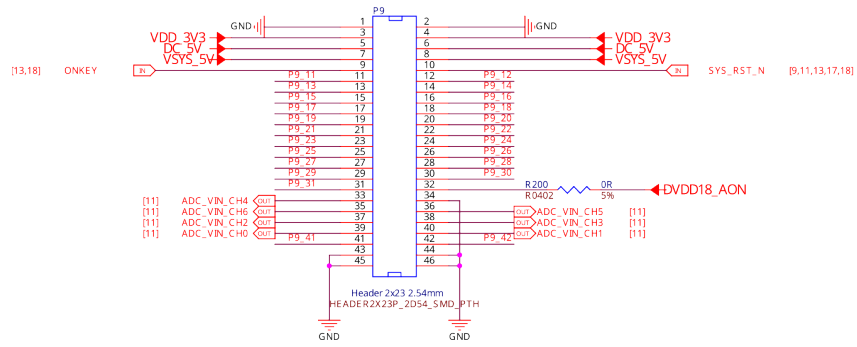 P9
GND 1 2 GND
VDD_3V3 3 4 VDD_3V3
DC_5V 5 6 DC_5V
VSYS_5V 7 8 VSYS_5V
[13,18] ONKEY IN 9 10 IN SYS_RST_N [9,11,13,17,18]
P9_11 11 12 P9_12
P9_13 13 14 P9_14
P9_15 15 16 P9_16
P9_17 17 18 P9_18
P9_19 19 20 P9_20
P9_21 21 22 P9_22
P9_23 23 24 P9_24
P9_25 25 26 P9_26
P9_27 27 28 P9_28
P9_29 29 30 P9_30
P9_31 31 32 R200 0R DVDD18_AON
R0402 5%
[11] ADC_VIN_CH4 OUT 33 34
[11] ADC_VIN_CH6 OUT 35 36 OUT ADC_VIN_CH5 [11]
[11] ADC_VIN_CH2 OUT 37 38 OUT ADC_VIN_CH3 [11]
[11] ADC_VIN_CH0 OUT 39 40 OUT ADC_VIN_CH1 [11]
P9_41 41 42 P9_42
43 44
45 46
Header 2x23 2.54mm
HEADER2X23P_2D54_SMD_PTH
GND GND